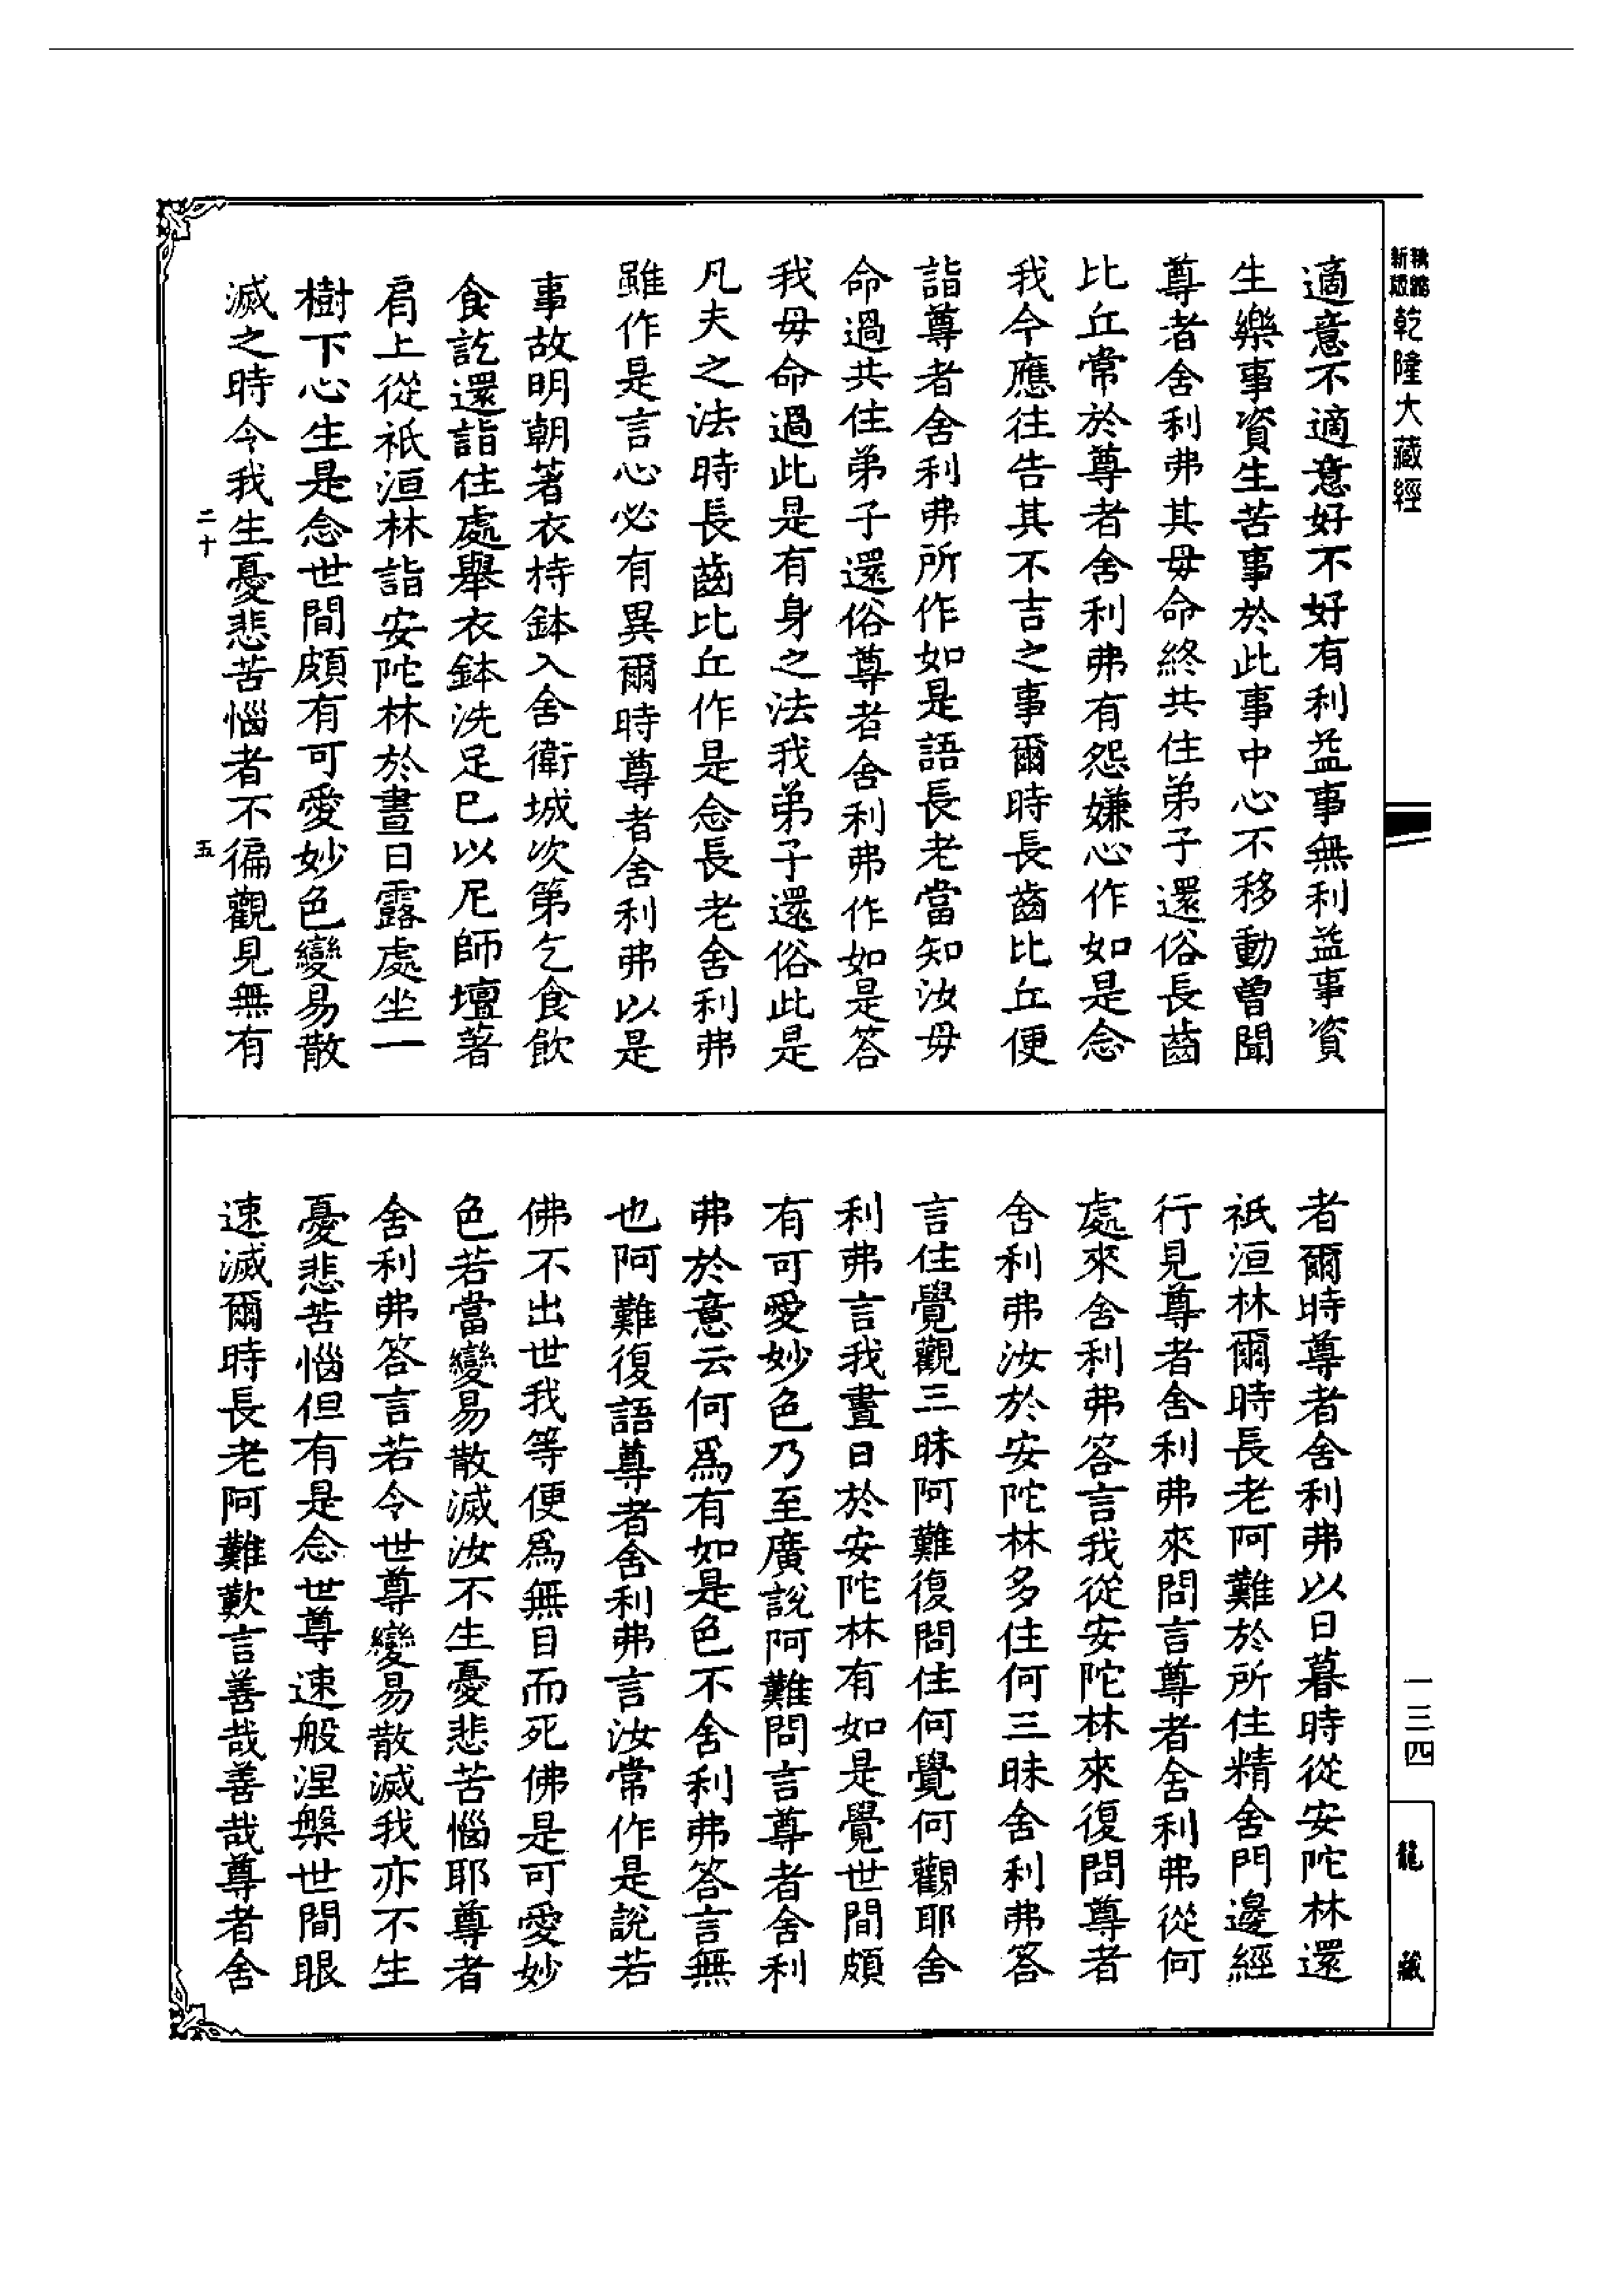 新版乾隆大藏經
適意不適意好不好有利益事無利益事資
生樂事資生苦事於此事中心不移動曾聞
尊者舍利弗其母命終共住弟子還俗長齒
比丘常於尊者舍利弗有怨嫌心作如是念
我今應往告其不吉之事爾時長齒比丘便
詣尊者舍利弗所作如是語長老當知汝母
命過共住弟子還俗尊者舍利弗作如是答
我母命過此是有身之法我弟子還俗此是
凡夫之法時長齒比丘作是念長老舍利弗
雖作是言心必有異爾時尊者舍利弗以是
事故明朝著衣持鉢入舍衛城次第乞食飲
食訖還詣住處舉衣鉢洗足已以尼師壇著
肩上從祇洹林詣安陀林於晝日露處坐一
樹下心生是念世間頗有可愛妙色變易散
滅之時令我生憂悲苦惱者不徧觀見無有
二十
五
者爾時尊者舍利弗以日暮時從安陀林還
祇洹林爾時長老阿難於所住精舍門邊經
行見尊者舍利弗來問言尊者舍利弗從何
處來舍利弗答言我從安陀林來復問尊者
舍利弗汝於安陀林多住何三昧舍利弗答
言住覺觀三昧阿難復問住何覺何觀耶舍
利弗言我晝日於安陀林有如是覺世間頗
有可愛妙色乃至廣說阿難問言尊者舍利
弗於意云何為有如是色不舍利弗答言無
也阿難復語尊者舍利弗言汝常作是說若
佛不出世我等便為無目而死佛是可愛妙
色若當變易散滅汝不生憂悲苦惱耶尊者
舍利弗答言若令世尊變易散滅我亦不生
憂悲苦惱但有是念世尊速般涅槃世間眼
速滅爾時長老阿難歎言善哉善哉尊者舍
一三四
龍藏